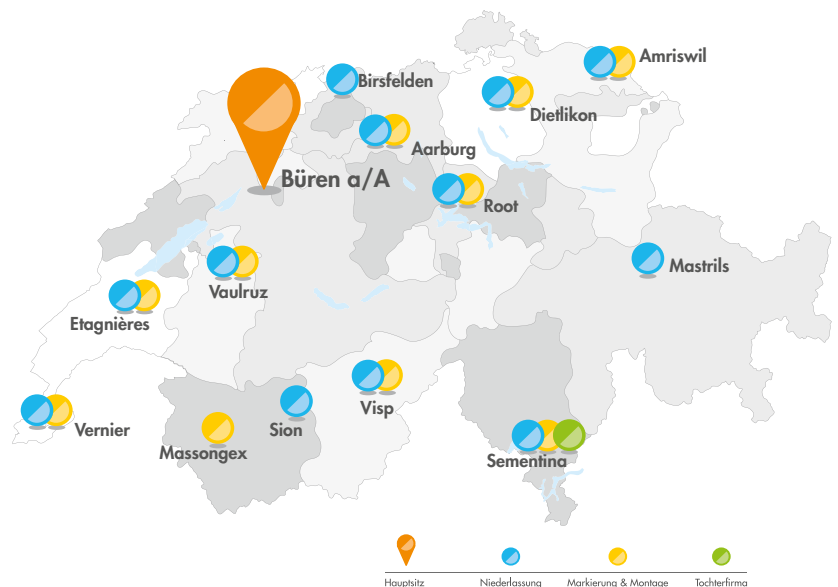 Amriswil
Birsfelden
Dietlikon
Aarburg
Büren a/A
Root
Mastrils
Vaulruz
Etagnières
Visp
Vernier
Sion
Massongex
Sementina
Hauptsitz
Niederlassung
Markierung & Montage
Tochterfirma